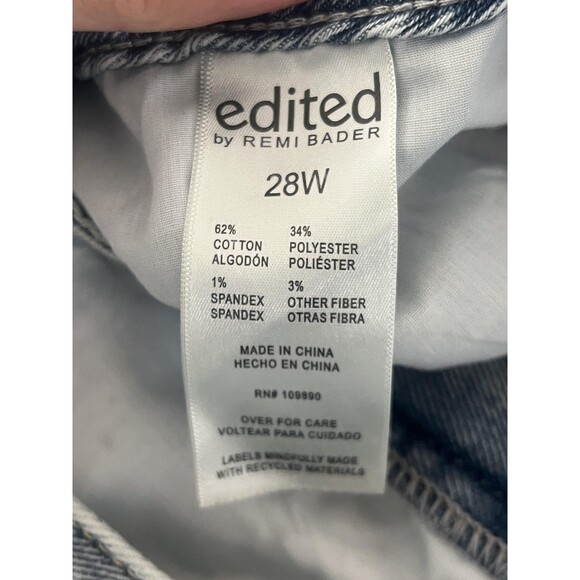 edited
by REMI BADER
28W
62% 34%
COTTON POLYESTER
ALGODÓN POLIÉSTER
1% 3%
SPANDEX OTHER FIBER
SPANDEX OTRAS FIBRA
MADE IN CHINA
HECHO EN CHINA
RN# 109890
OVER FOR CARE
VOLTEAR PARA CUIDADO
LABELS MINDFULLY MADE
WITH RECYCLED MATERIALS